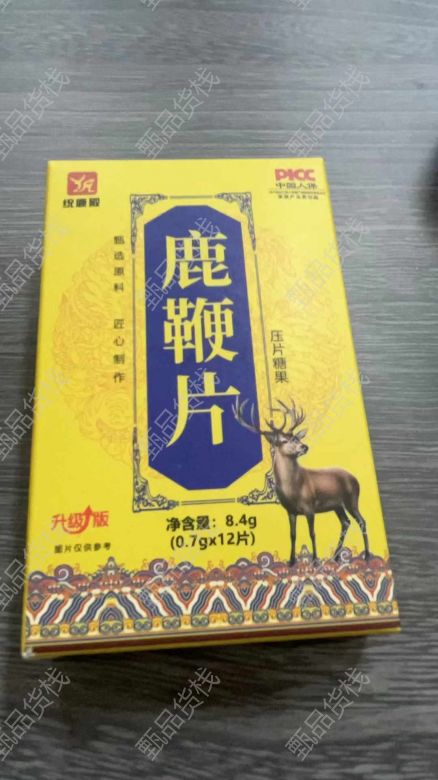 统御殿
PICC
中国人保
甄选原料 匠心制作
鹿鞭片
压片糖果
升级版
图片仅供参考
净含量：8.4g
(0.7gx12片)
甄品货栈